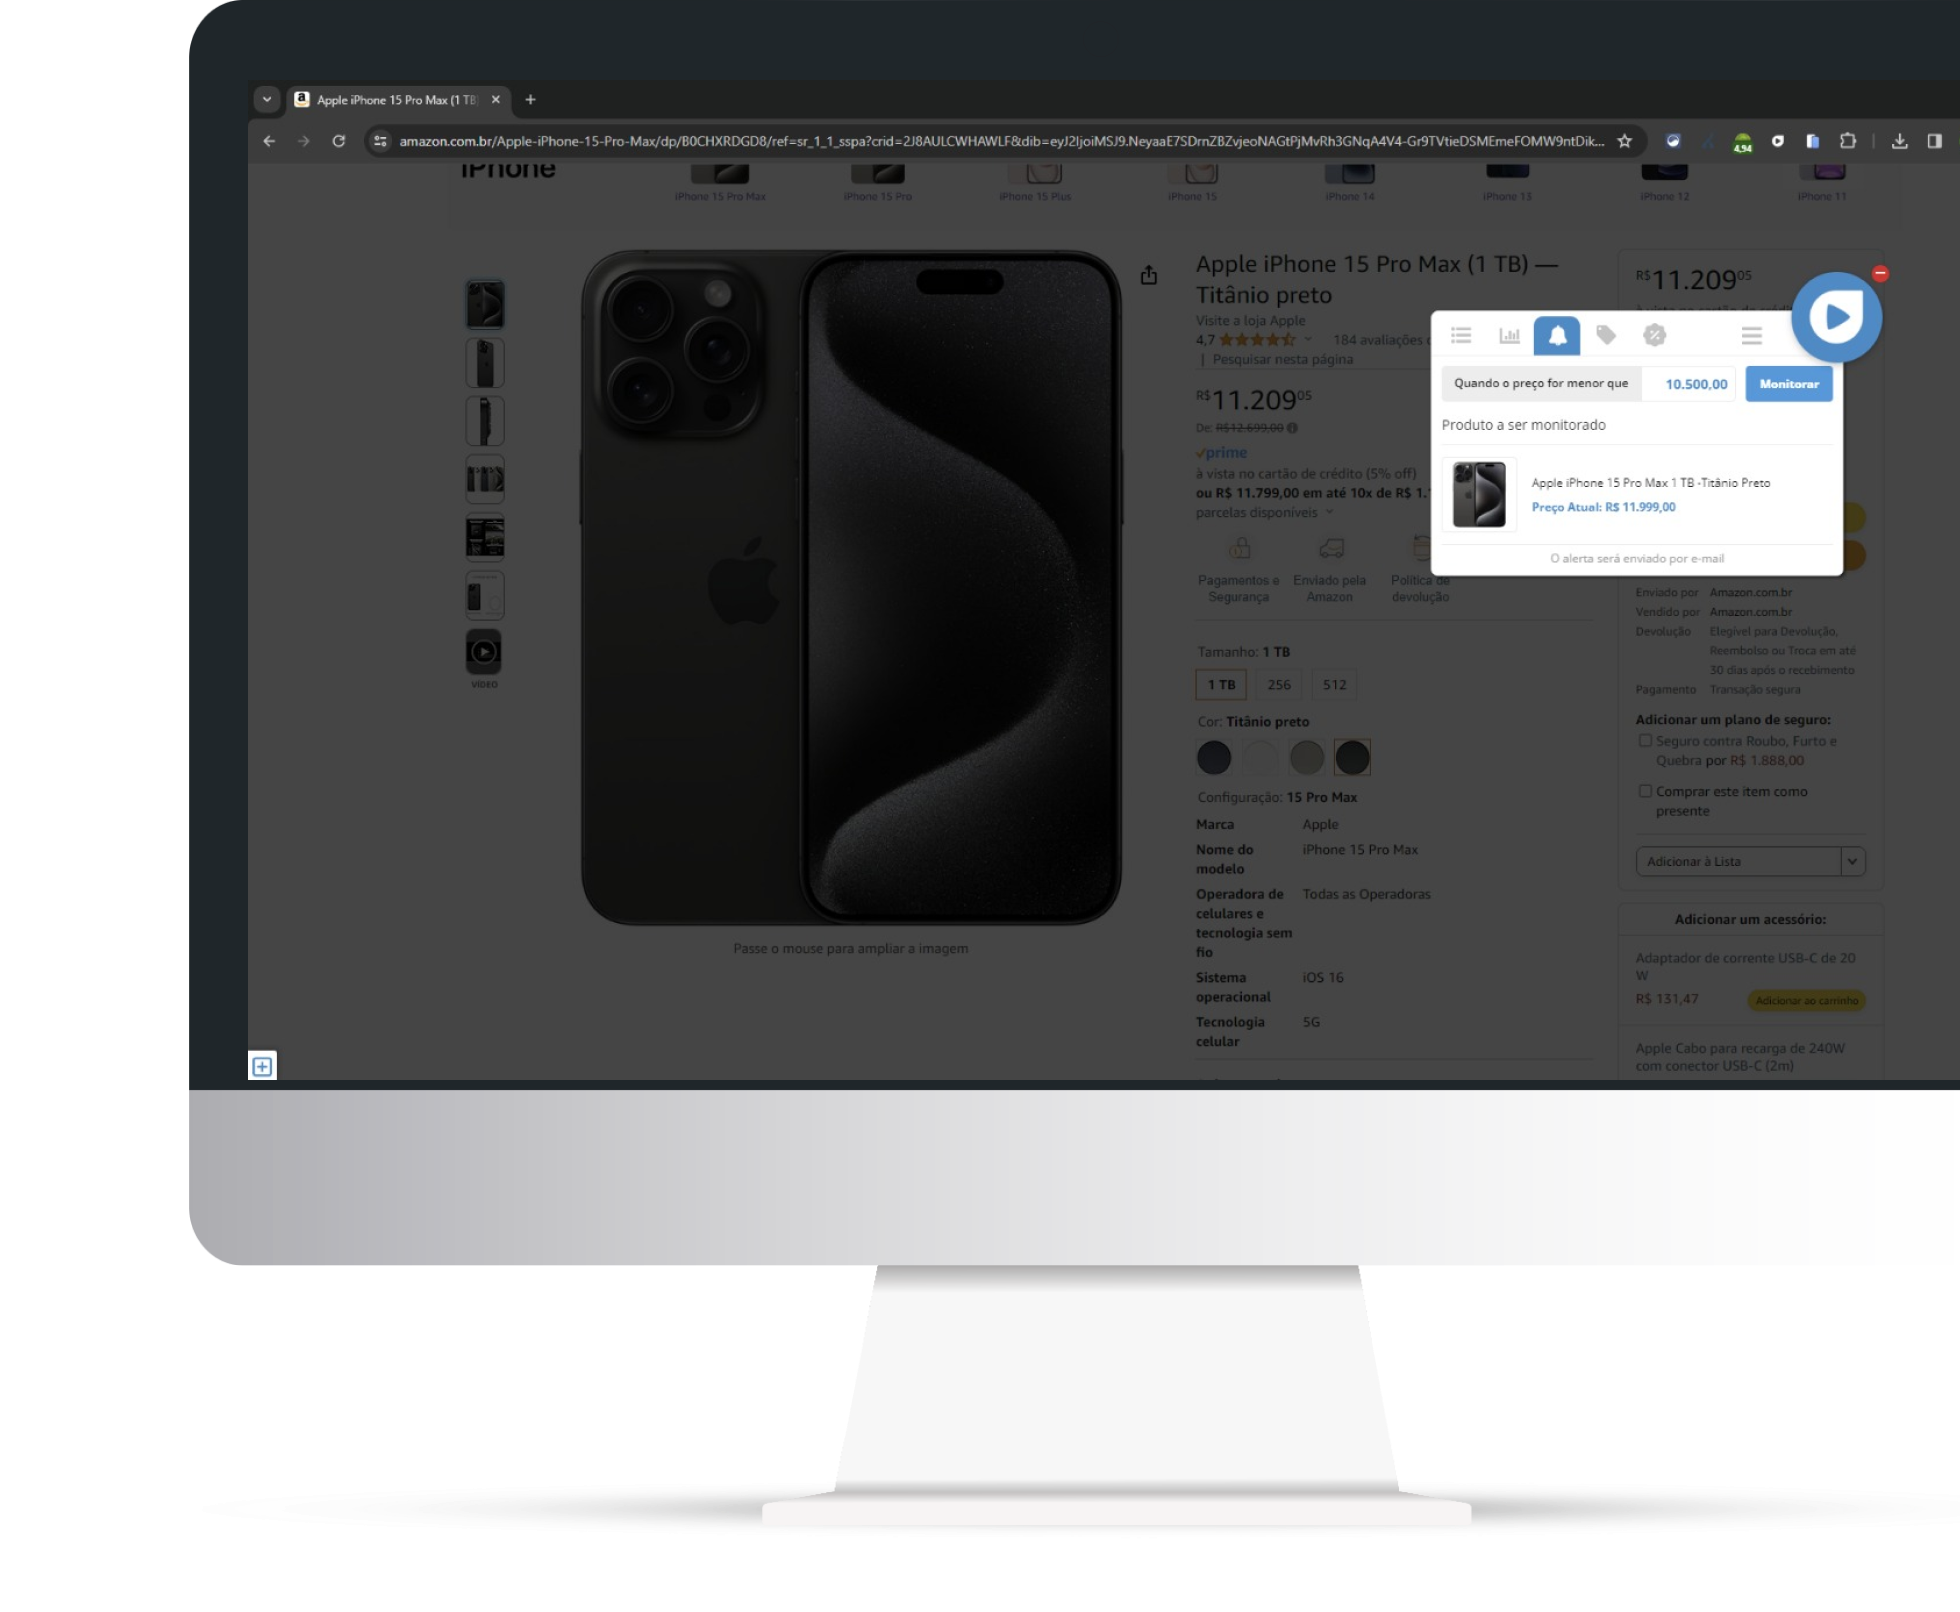 Apple iPhone 15 Pro Max (1 TB)
amazon.com.br/Apple-iPhone-15-Pro-Max/dp/B0CHXRDGD8/ref=sr_1_1_sspa?crid=2J8AULCWHAWLF&dib=eyJ2IjoiMSJ9.NeyaaE7SDrnZBZvjeoNAGtPjMvRh3GNqA4V4-Gr9TVtieDSMEmeFOMW9ntDik...
4,94
iPhone
iPhone 15 Pro Max
iPhone 15 Pro
iPhone 15 Plus
iPhone 15
iPhone 14
iPhone 13
iPhone 12
iPhone 11
VÍDEO
Passe o mouse para ampliar a imagem
Apple iPhone 15 Pro Max (1 TB) —
Titânio preto
Visite a loja Apple
4,7 184 avaliações
| Pesquisar nesta página
R$11.20905
De: R$12.699,00
prime
à vista no cartão de crédito (5% off)
ou R$ 11.799,00 em até 10x de R$ 1.
parcelas disponíveis
Pagamentos e
Segurança
Enviado pela
Amazon
Política de
devolução
Tamanho: 1 TB
1 TB 256 512
Cor: Titânio preto
Configuração: 15 Pro Max
Marca Apple
Nome do iPhone 15 Pro Max
modelo
Operadora de Todas as Operadoras
celulares e
tecnologia sem
fio
Sistema iOS 16
operacional
Tecnologia 5G
celular
R$11.20905
Quando o preço for menor que 10.500,00 Monitorar
Produto a ser monitorado
Apple iPhone 15 Pro Max 1 TB -Titânio Preto
Preço Atual: R$ 11.999,00
O alerta será enviado por e-mail
Enviado por Amazon.com.br
Vendido por Amazon.com.br
Devolução Elegível para Devolução,
Reembolso ou Troca em até
30 dias após o recebimento
Pagamento Transação segura
Adicionar um plano de seguro:
Seguro contra Roubo, Furto e
Quebra por R$ 1.888,00
Comprar este item como
presente
Adicionar à Lista
Adicionar um acessório:
Adaptador de corrente USB-C de 20
W
R$ 131,47 Adicionar ao carrinho
Apple Cabo para recarga de 240W
com conector USB-C (2m)